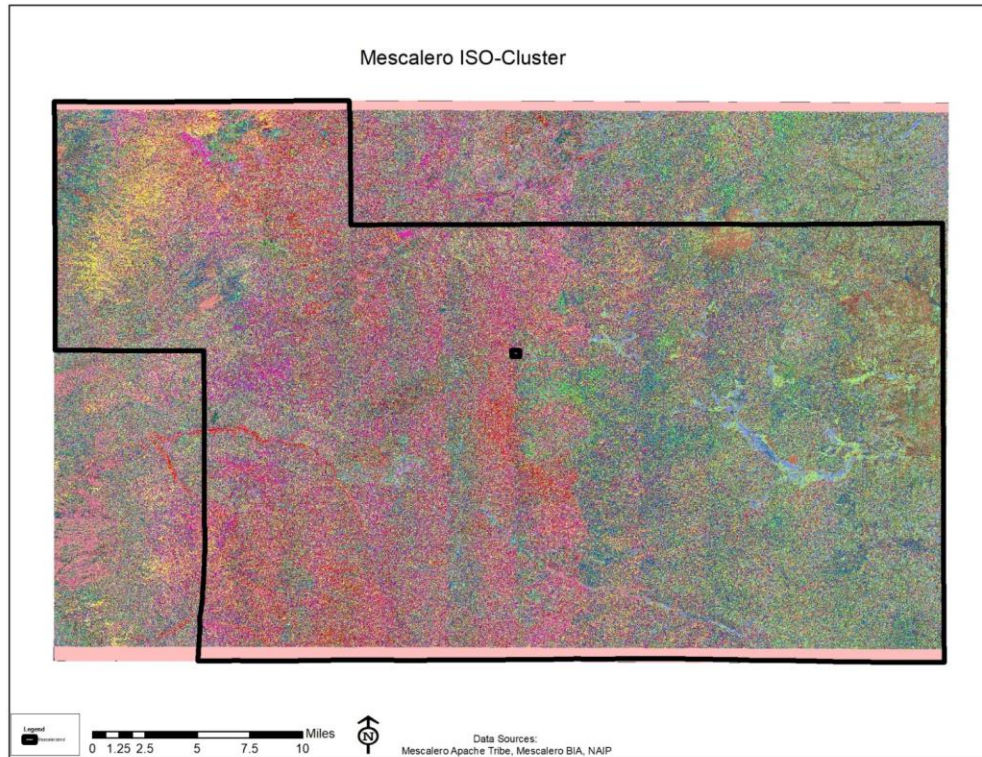 Mescalero ISO-Cluster
Legend
Miles
0 1.25 2.5 5 7.5 10
N
Data Sources:
Mescalero Apache Tribe, Mescalero BIA, NAIP